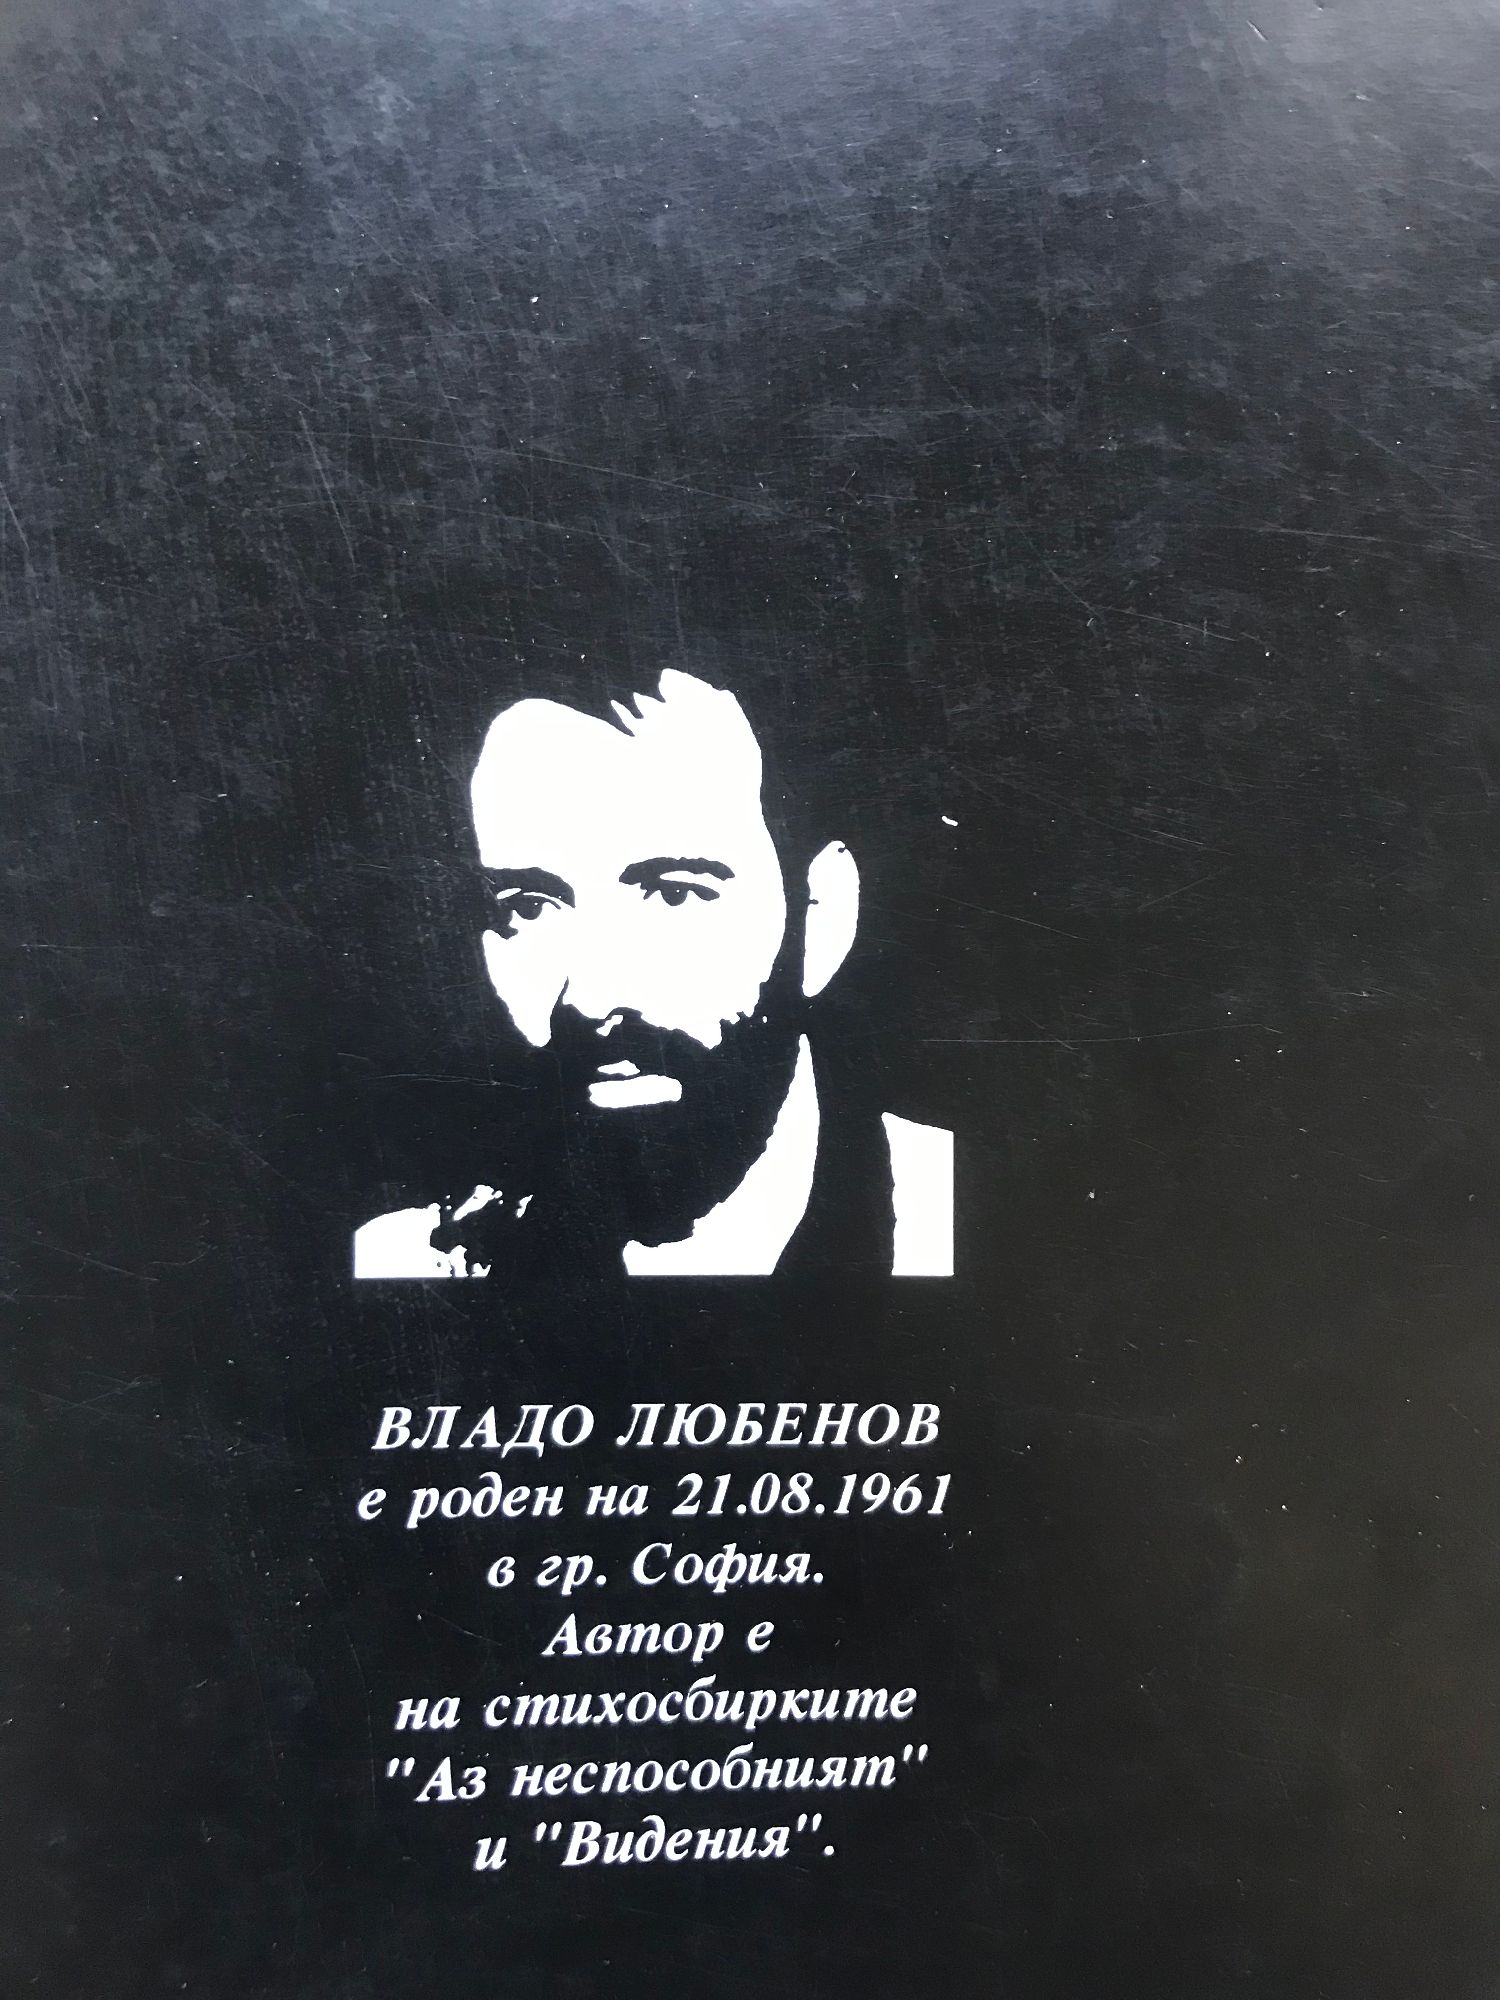 ВЛАДО ЛЮБЕНОВ
е роден на 21.08.1961
в гр. София.
Автор е
на стихосбирките
"Аз неспособният"
и "Видения".